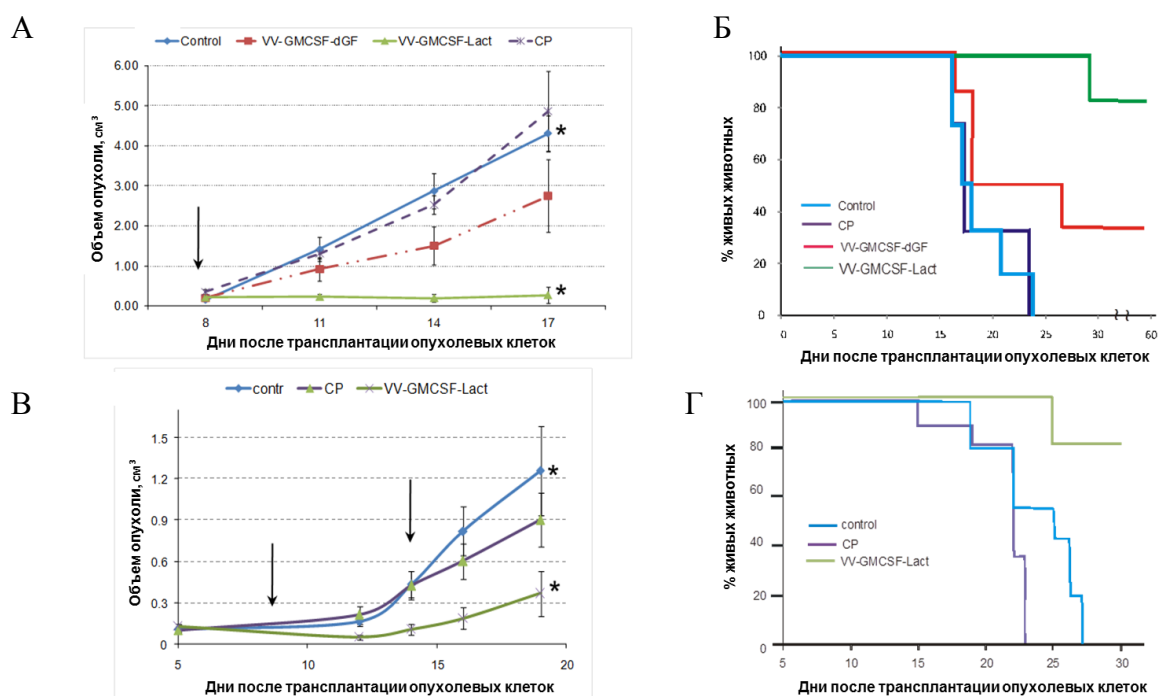 А
Control VV-GMCSF-dGF VV-GMCSF-Lact CP
Объем опухоли, см³
6.00
5.00
4.00
3.00
2.00
1.00
0.00
*
*
8 11 14 17
Дни после трансплантации опухолевых клеток
Б
% живых животных
100
80
60
40
20
0
Control
CP
VV-GMCSF-dGF
VV-GMCSF-Lact
0 5 10 15 20 25 30 60
Дни после трансплантации опухолевых клеток
В
contr CP VV-GMCSF-Lact
Объем опухоли, см³
1.5
1.2
0.9
0.6
0.3
0
*
*
5 10 15 20
Дни после трансплантации опухолевых клеток
Г
% живых животных
100
80
60
40
20
0
control
CP
VV-GMCSF-Lact
5 10 15 20 25 30
Дни после трансплантации опухолевых клеток